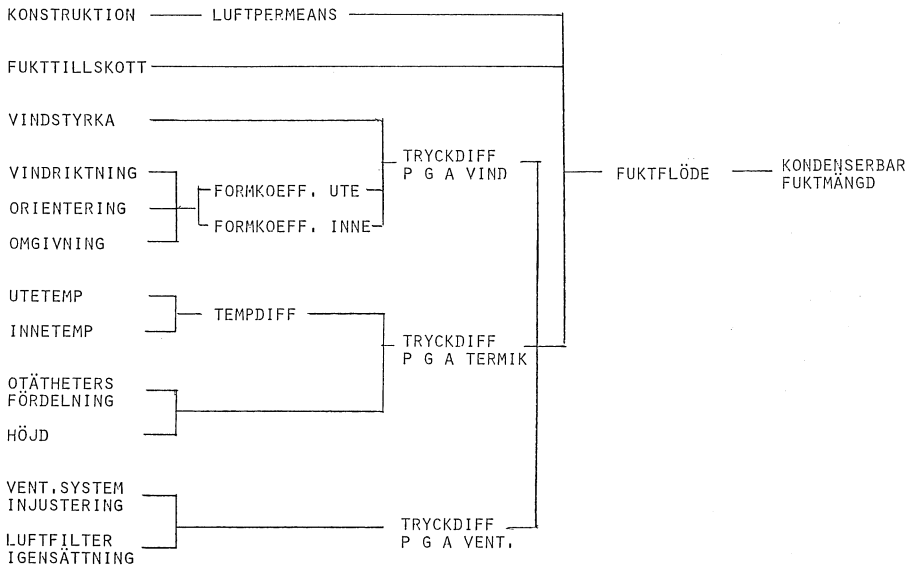 KONSTRUKTION
LUFTPERMEANS
FUKTTILLSKOTT
VINDSTYRKA
TRYCKDIFF
P G A VIND
VINDRIKTNING
ORIENTERING
OMGIVNING
FORMKOEFF. UTE
FORMKOEFF. INNE
FUKTFLÖDE
KONDENSERBAR
FUKTMÄNGD
UTETEMP
INNETEMP
TEMPDIFF
TRYCKDIFF
P G A TERMIK
OTÄTHETERS
FÖRDELNING
HÖJD
VENT.SYSTEM
INJUSTERING
LUFTFILTER
IGENSÄTTNING
TRYCKDIFF
P G A VENT.